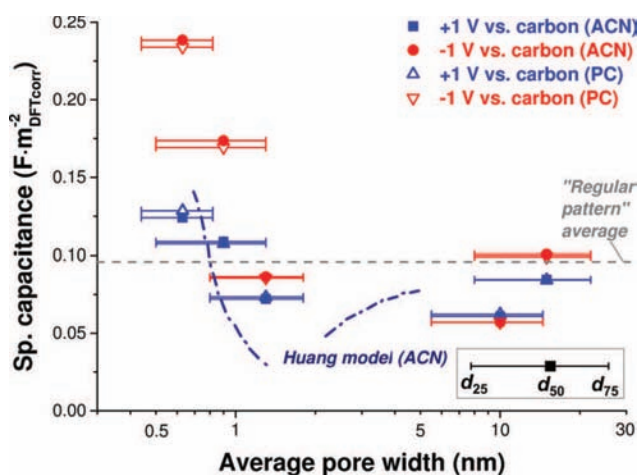 0.25
0.20
0.15
0.10
0.05
0.00
Sp. capacitance (F·m⁻²DFTcorr)
+1 V vs. carbon (ACN)
-1 V vs. carbon (ACN)
+1 V vs. carbon (PC)
-1 V vs. carbon (PC)
"Regular
pattern"
average
Huang model (ACN)
d25 d50 d75
0.5 1 10 30
Average pore width (nm)